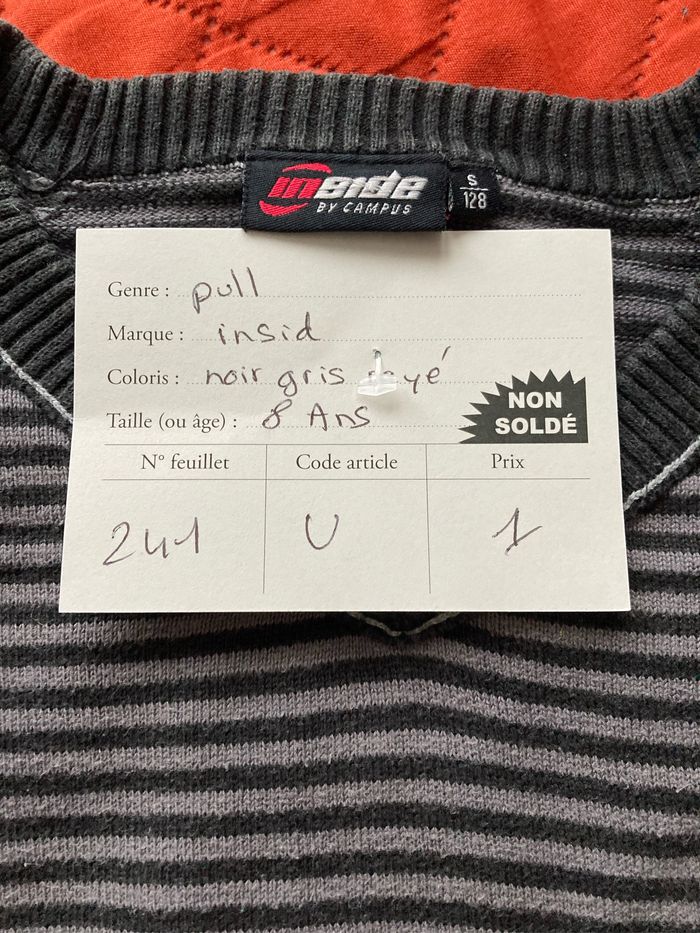 inside
BY CAMPUS
S
128
Genre : pull
Marque : insid
Coloris : noir gris rayé
Taille (ou âge) : 8 Ans
NON
SOLDÉ
N° feuillet Code article Prix
241 U 1